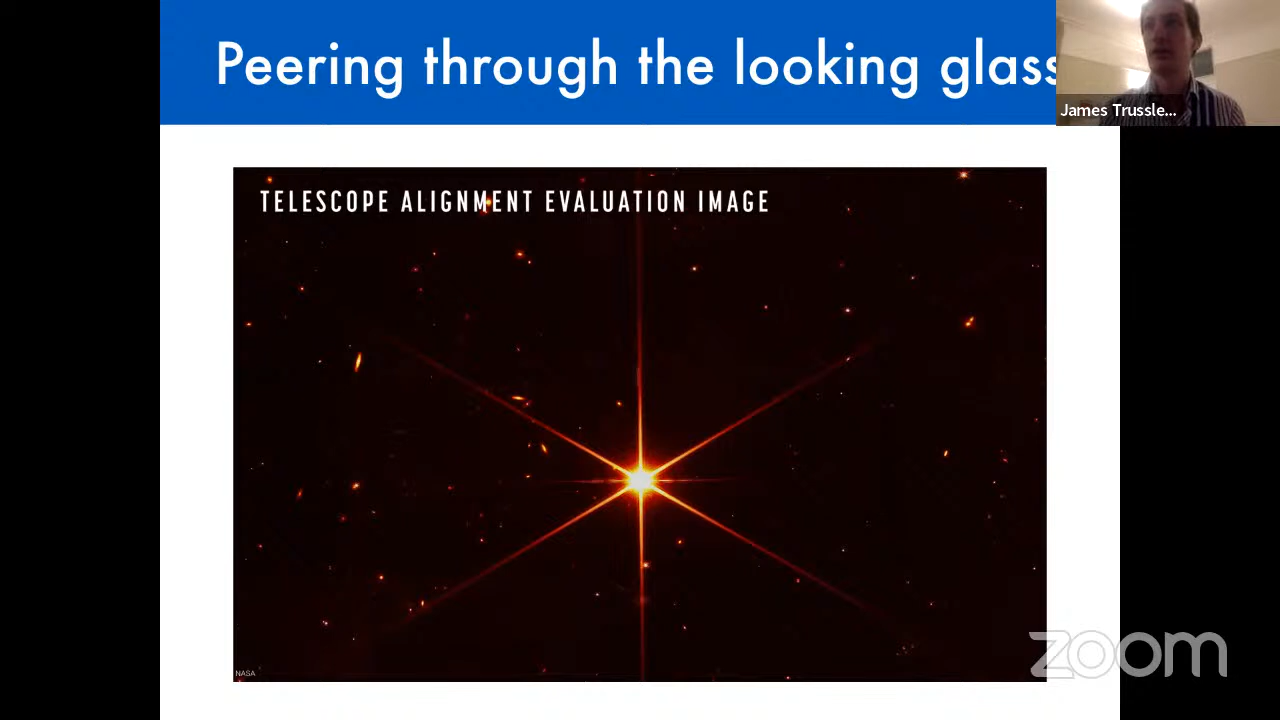 Peering through the looking glass
James Trussle...
TELESCOPE ALIGNMENT EVALUATION IMAGE
NASA
zoom